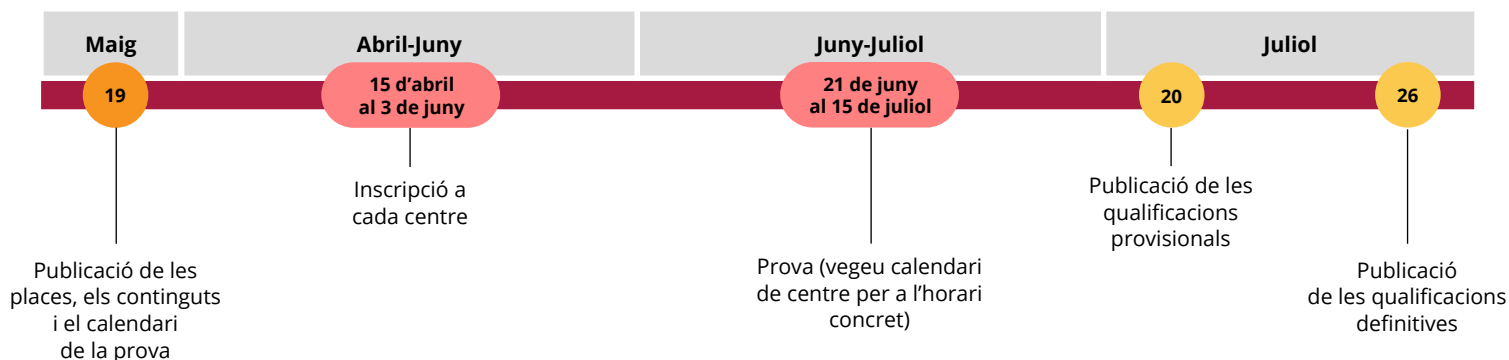 Maig
Abril-Juny
Juny-Juliol
Juliol
19
15 d’abril
al 3 de juny
21 de juny
al 15 de juliol
20
26
Publicació de les
places, els continguts
i el calendari
de la prova
Inscripció a
cada centre
Prova (vegeu calendari
de centre per a l’horari
concret)
Publicació de les
qualificacions
provisionals
Publicació
de les qualificacions
definitives